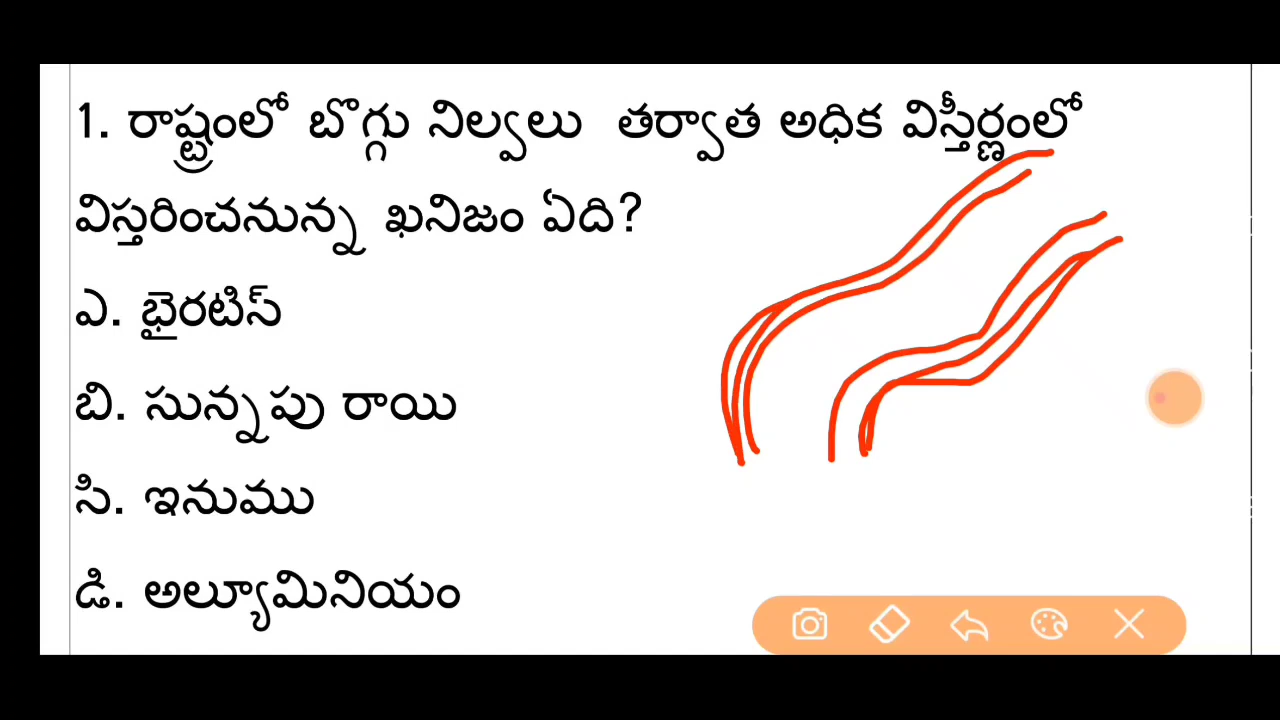 1. రాష్ట్రంలో బొగ్గు నిల్వలు తర్వాత అధిక విస్తీర్ణంలో
విస్తరించనున్న ఖనిజం ఏది?
ఎ. భైరటిస్
బి. సున్నపు రాయి
సి. ఇనుము
డి. అల్యూమినియం